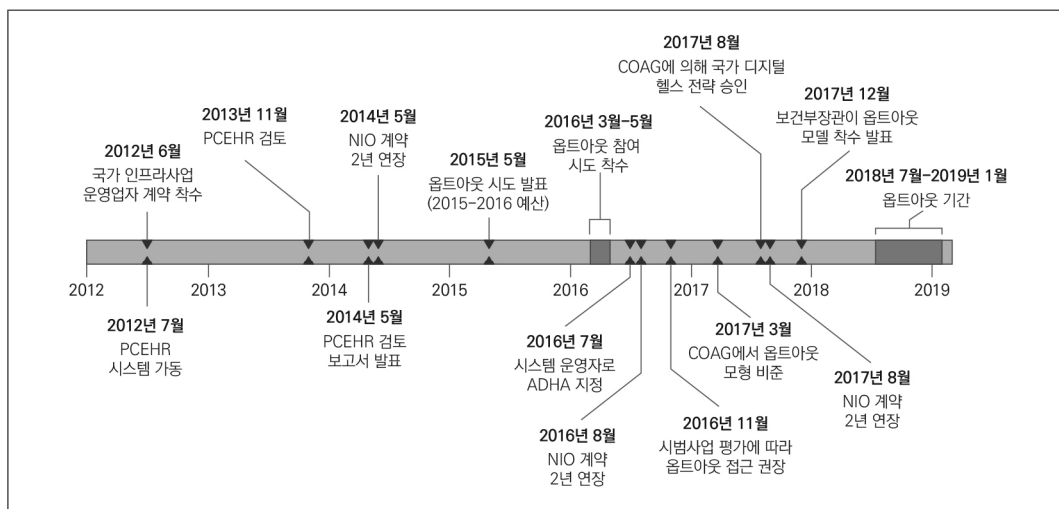 2017년 8월
COAG에 의해 국가 디지털
헬스 전략 승인
2017년 12월
보건부장관이 옵트아웃
모델 착수 발표
2013년 11월
PCEHR 검토
2014년 5월
NIO 계약
2년 연장
2016년 3월-5월
옵트아웃 참여
시도 착수
2012년 6월
국가 인프라사업
운영업자 계약 착수
2015년 5월
옵트아웃 시도 발표
(2015-2016 예산)
2018년 7월-2019년 1월
옵트아웃 기간
2012
2013
2014
2015
2016
2017
2018
2019
2012년 7월
PCEHR
시스템 가동
2014년 5월
PCEHR 검토
보고서 발표
2016년 7월
시스템 운영자로
ADHA 지정
2017년 3월
COAG에서 옵트아웃
모형 비준
2017년 8월
NIO 계약
2년 연장
2016년 8월
NIO 계약
2년 연장
2016년 11월
시범사업 평가에 따라
옵트아웃 접근 권장